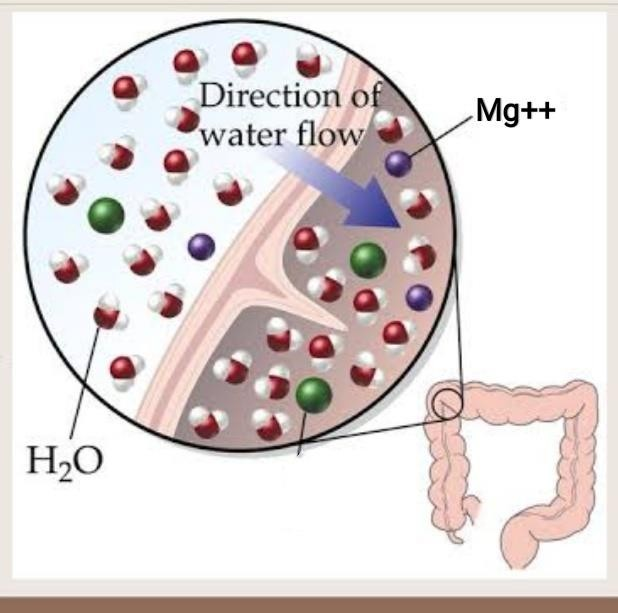 Direction of
water flow
Mg++
H₂O